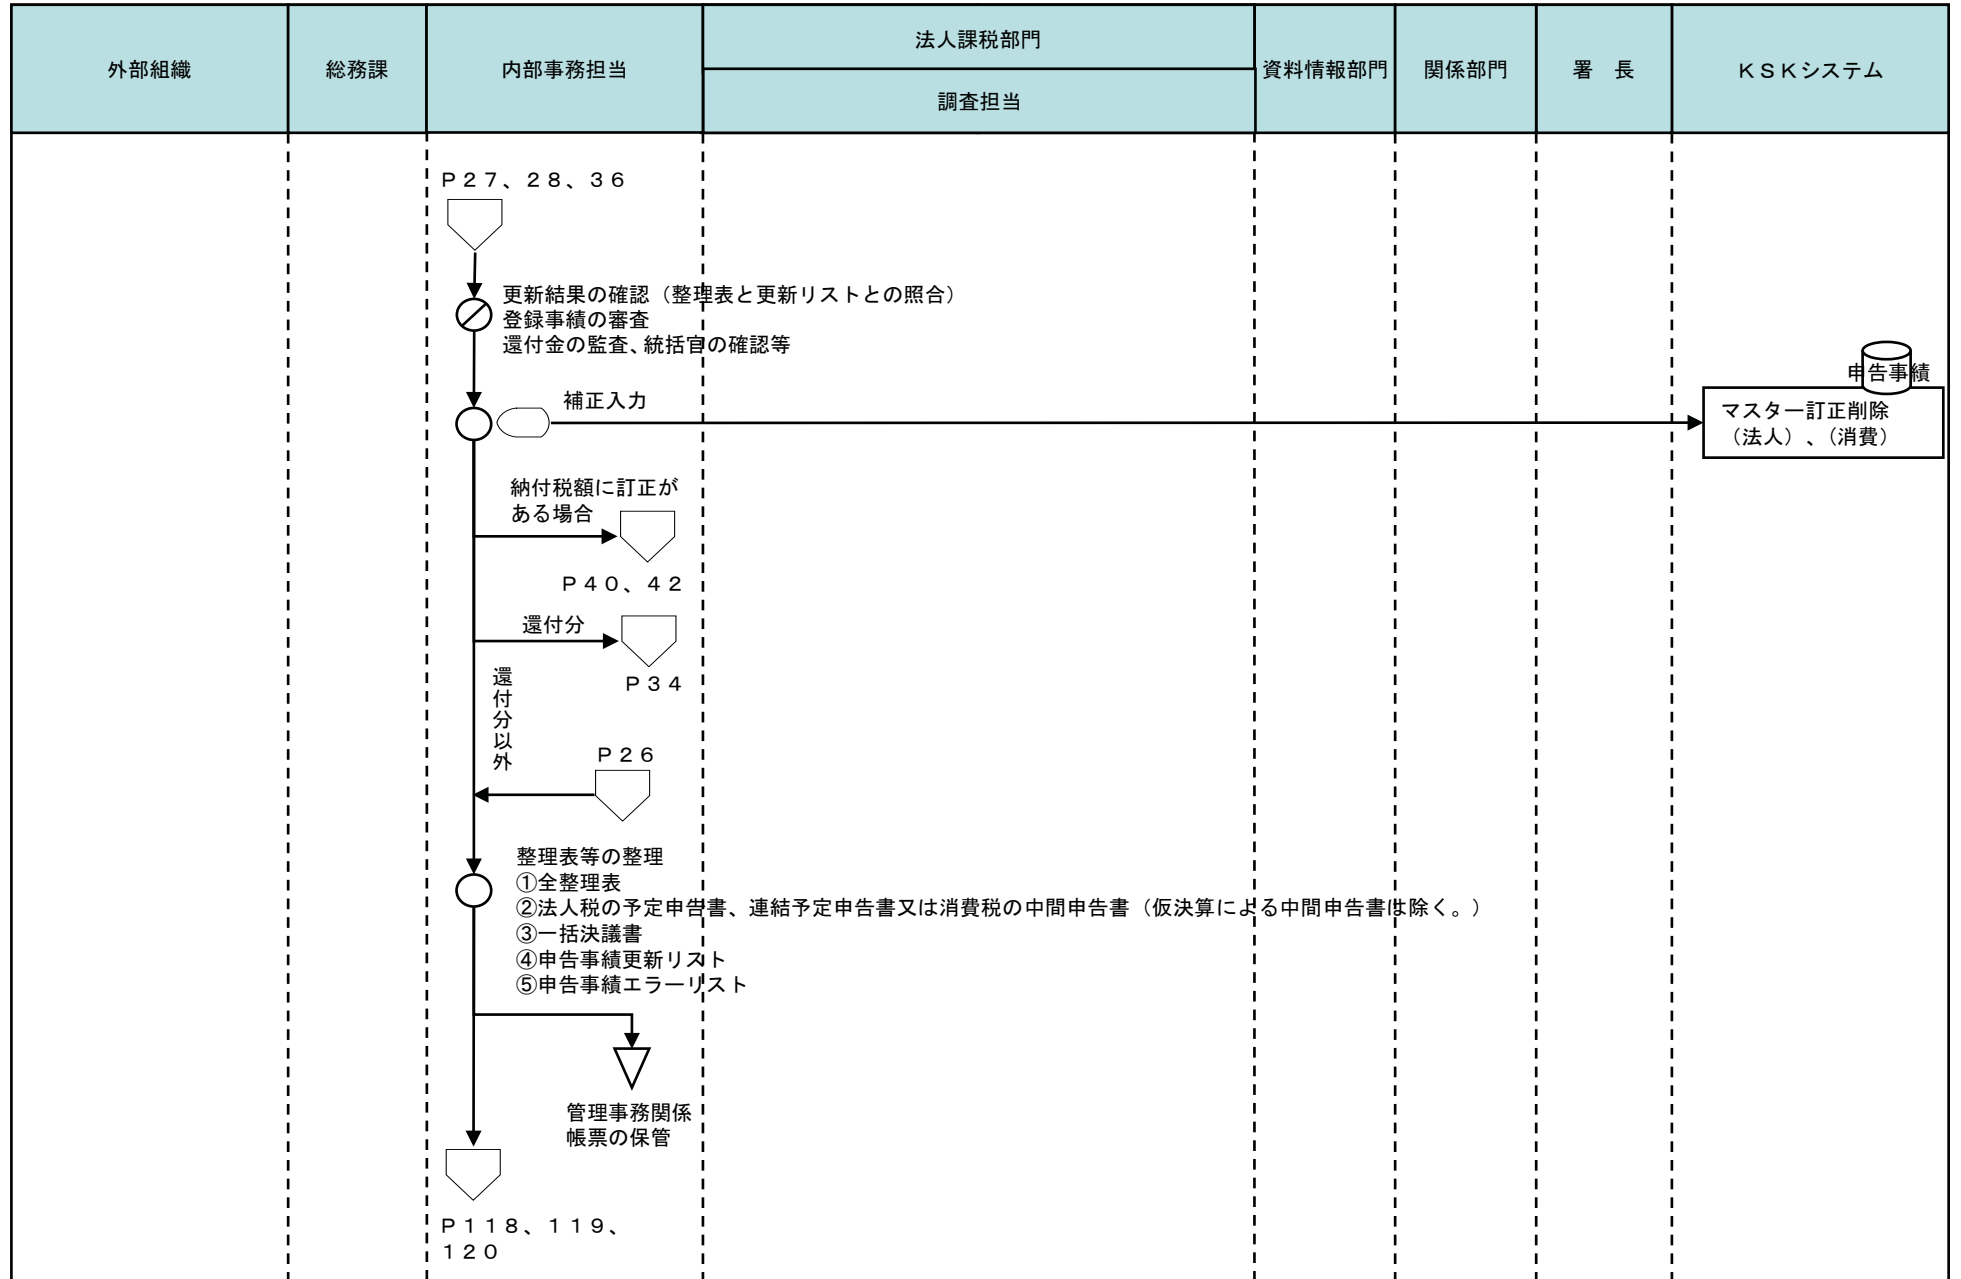 外部組織
総務課
内部事務担当
法人課税部門
調査担当
資料情報部門
関係部門
署　長
ＫＳＫシステム
Ｐ２７、２８、３６
更新結果の確認（整理表と更新リストとの照合）
登録事績の審査
還付金の監査、統括官の確認等
申告事績
補正入力
マスター訂正削除
（法人）、（消費）
納付税額に訂正が
ある場合
Ｐ４０、４２
還付分
Ｐ３４
還付分以外
Ｐ２６
整理表等の整理
①全整理表
②法人税の予定申告書、連結予定申告書又は消費税の中間申告書（仮決算による中間申告書は除く。）
③一括決議書
④申告事績更新リスト
⑤申告事績エラーリスト
管理事務関係
帳票の保管
Ｐ１１８、１１９、
１２０